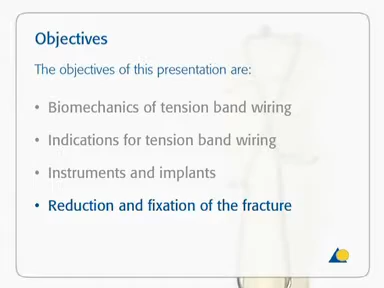 Objectives
The objectives of this presentation are:
• Biomechanics of tension band wiring
• Indications for tension band wiring
• Instruments and implants
• Reduction and fixation of the fracture